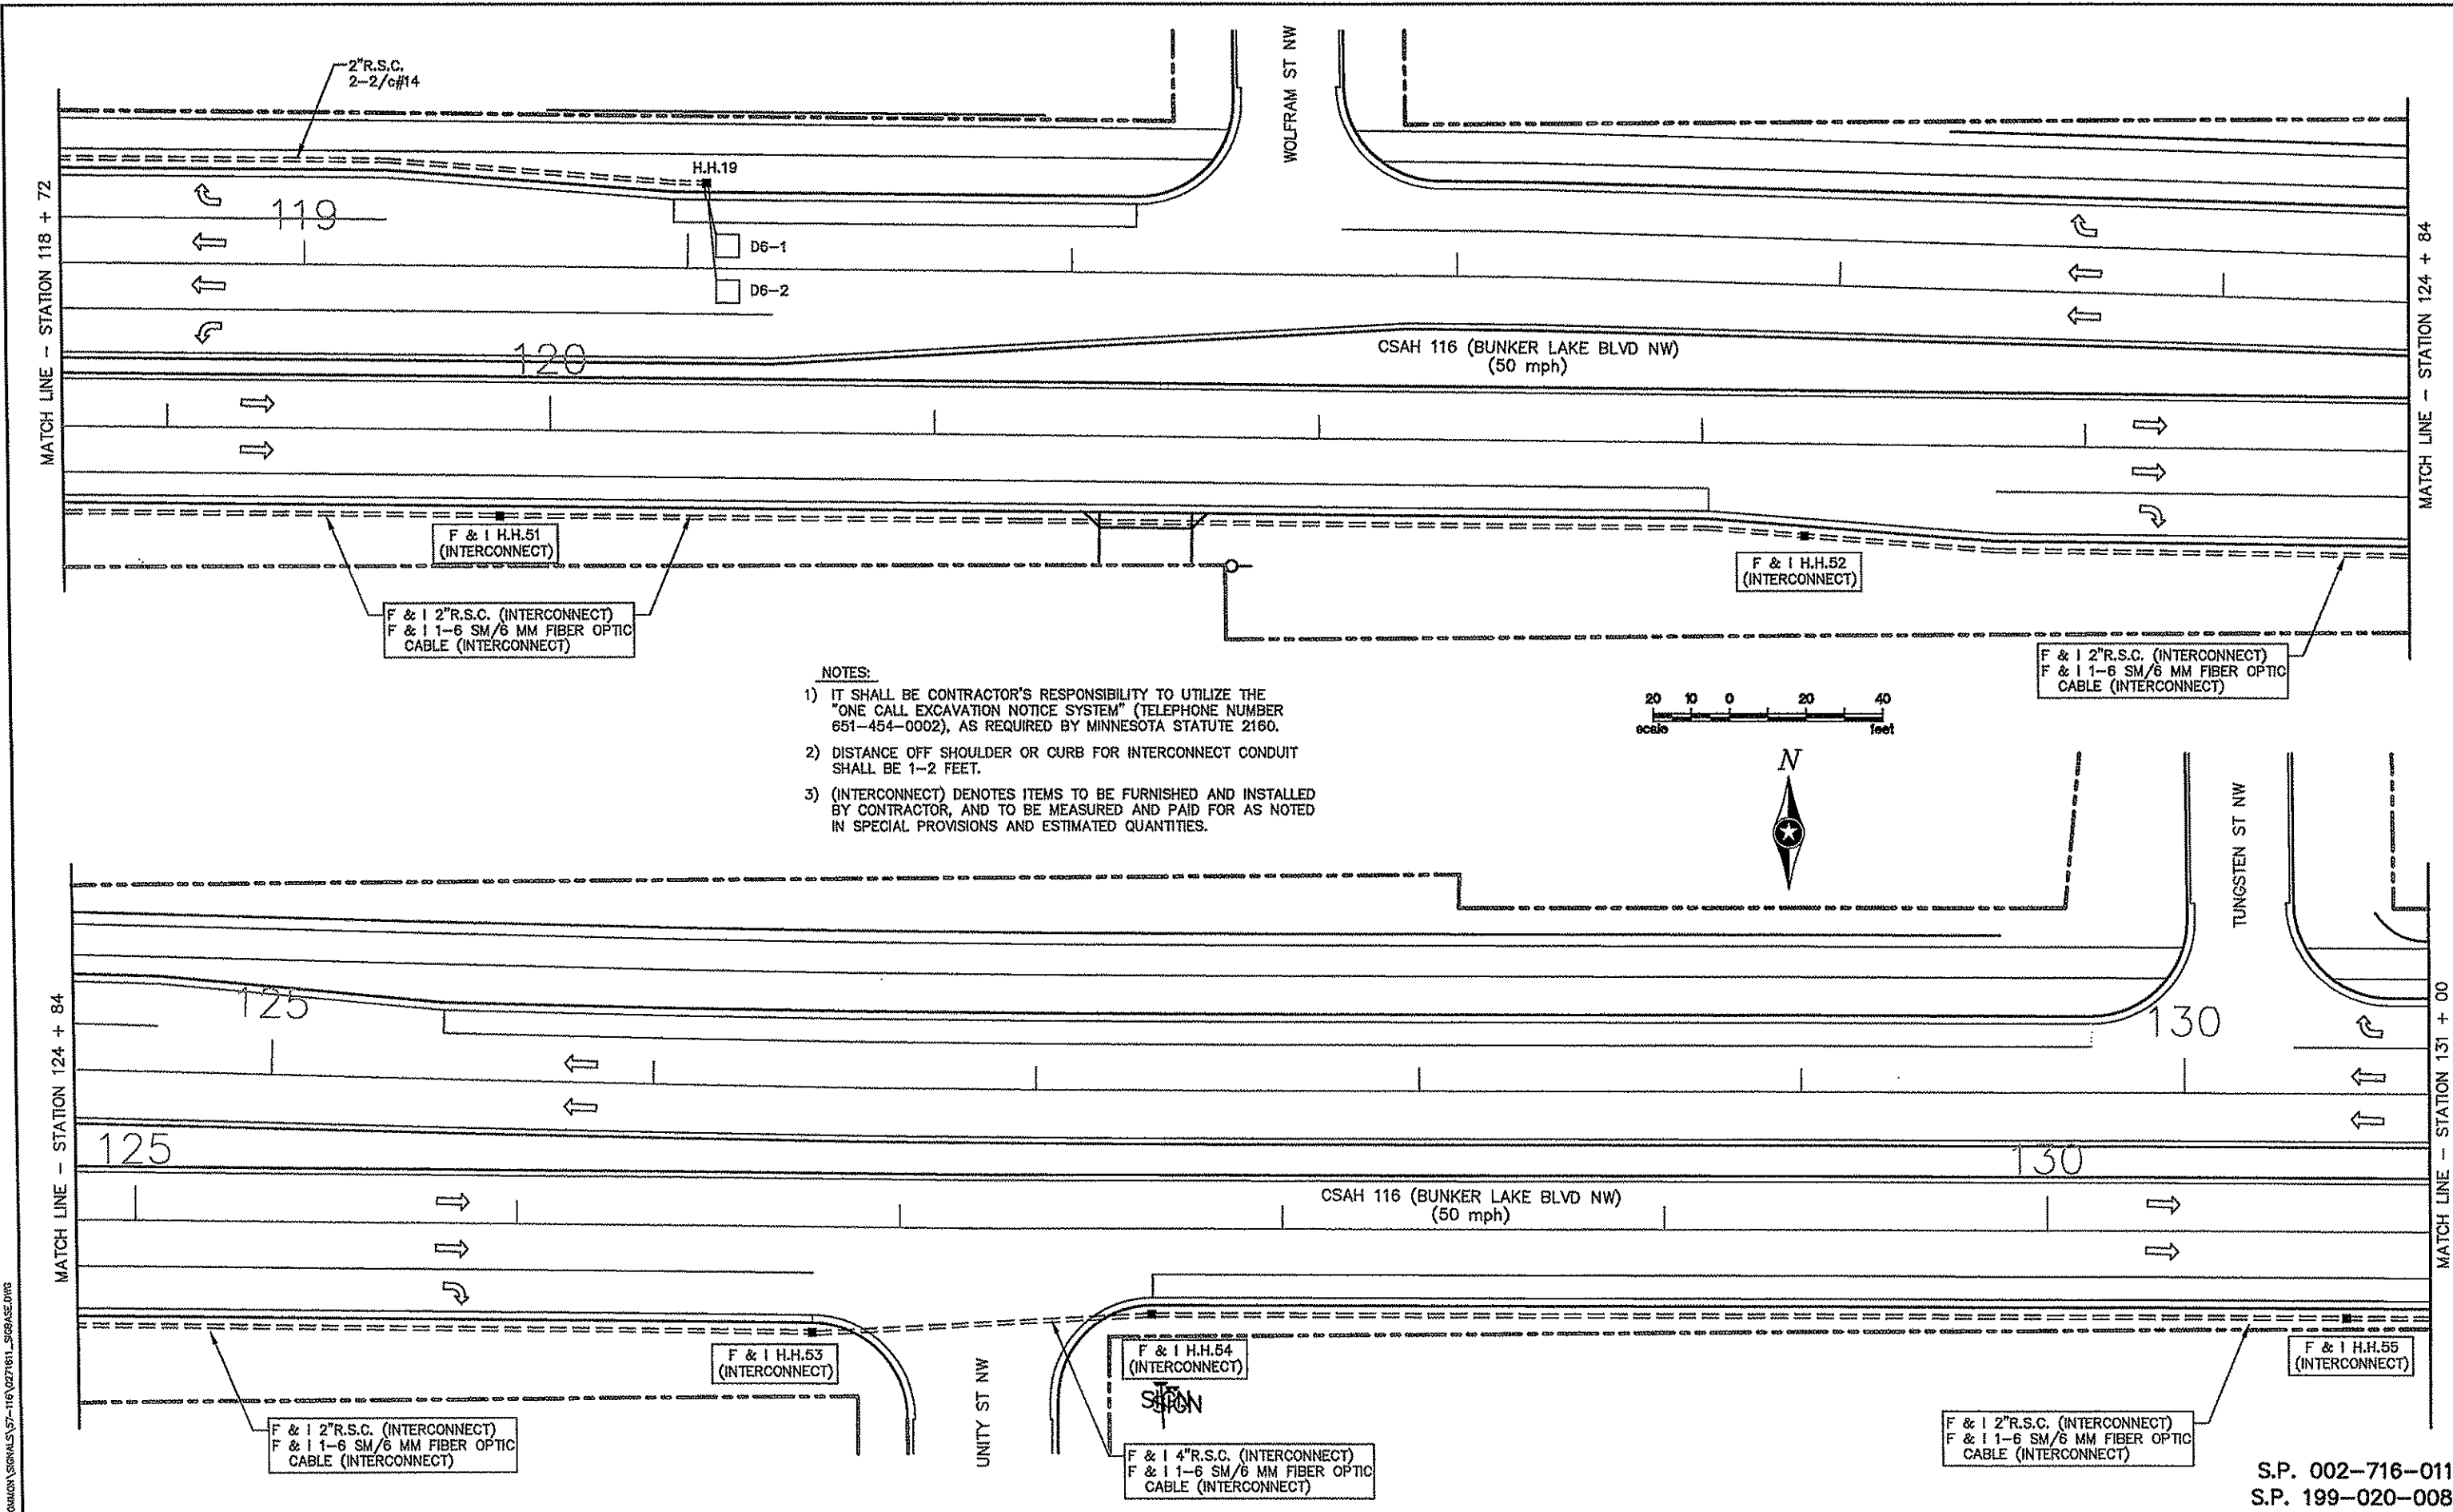 2"R.S.C.
2-2/c#14
WOLFRAM ST NW
H.H.19
119
D6-1
D6-2
MATCH LINE - STATION 118 + 72
MATCH LINE - STATION 124 + 84
120
CSAH 116 (BUNKER LAKE BLVD NW)
(50 mph)
F & I H.H.51
(INTERCONNECT)
F & I H.H.52
(INTERCONNECT)
F & I 2"R.S.C. (INTERCONNECT)
F & I 1-6 SM/6 MM FIBER OPTIC
CABLE (INTERCONNECT)
F & I 2"R.S.C. (INTERCONNECT)
F & I 1-6 SM/6 MM FIBER OPTIC
CABLE (INTERCONNECT)
NOTES:
1) IT SHALL BE CONTRACTOR'S RESPONSIBILITY TO UTILIZE THE
"ONE CALL EXCAVATION NOTICE SYSTEM" (TELEPHONE NUMBER
651-454-0002), AS REQUIRED BY MINNESOTA STATUTE 216D.
2) DISTANCE OFF SHOULDER OR CURB FOR INTERCONNECT CONDUIT
SHALL BE 1-2 FEET.
3) (INTERCONNECT) DENOTES ITEMS TO BE FURNISHED AND INSTALLED
BY CONTRACTOR, AND TO BE MEASURED AND PAID FOR AS NOTED
IN SPECIAL PROVISIONS AND ESTIMATED QUANTITIES.
20 10 0 20 40
scale feet
N
TUNGSTEN ST NW
125
130
MATCH LINE - STATION 124 + 84
MATCH LINE - STATION 131 + 00
125
130
CSAH 116 (BUNKER LAKE BLVD NW)
(50 mph)
F & I H.H.53
(INTERCONNECT)
F & I H.H.54
(INTERCONNECT)
F & I H.H.55
(INTERCONNECT)
UNITY ST NW
SIGN
F & I 2"R.S.C. (INTERCONNECT)
F & I 1-6 SM/6 MM FIBER OPTIC
CABLE (INTERCONNECT)
F & I 4"R.S.C. (INTERCONNECT)
F & I 1-6 SM/6 MM FIBER OPTIC
CABLE (INTERCONNECT)
F & I 2"R.S.C. (INTERCONNECT)
F & I 1-6 SM/6 MM FIBER OPTIC
CABLE (INTERCONNECT)
S.P. 002-716-011
S.P. 199-020-008